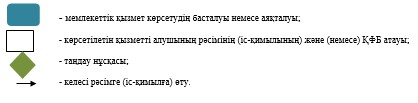 - мемлекеттік қызмет көрсетудің басталуы немесе аяқталуы;
- көрсетілетін қызметті алушының рәсімінің (іс-қимылының) және (немесе) ҚФБ атауы;
- таңдау нұсқасы;
- келесі рәсімге (іс-қимылға) өту.